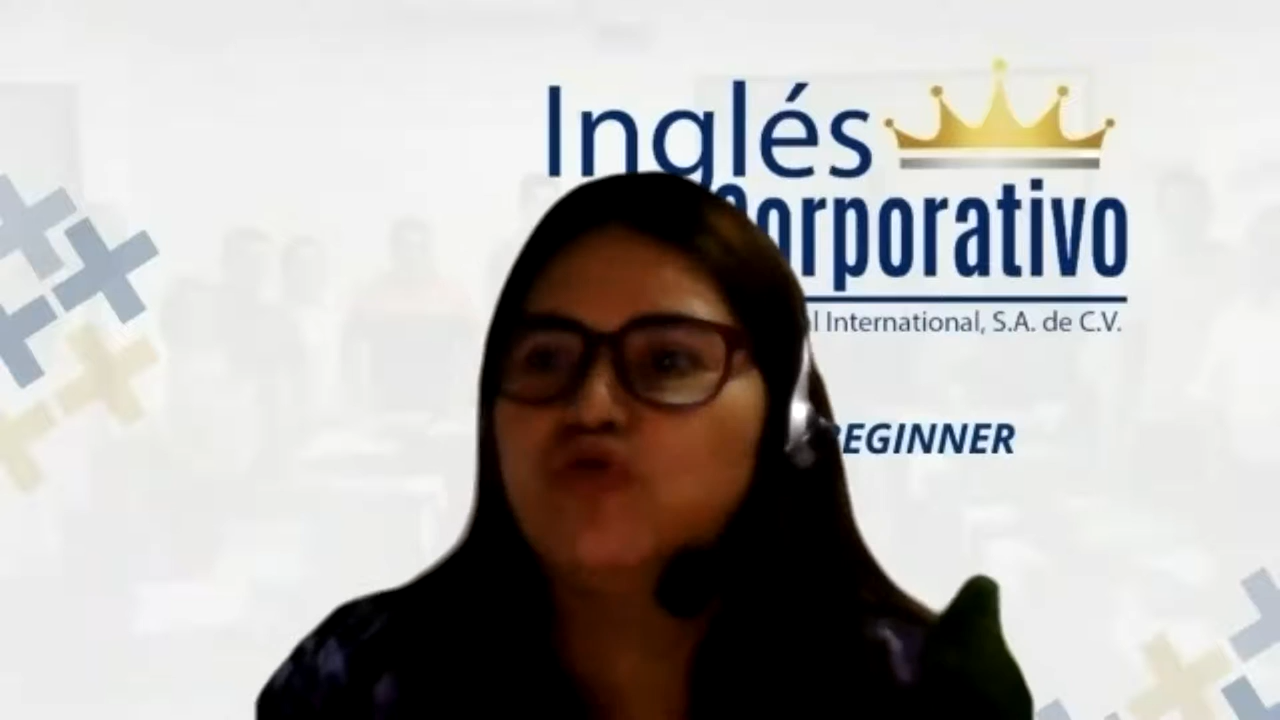 Inglés
orporativo
l International, S.A. de C.V.
EGINNER